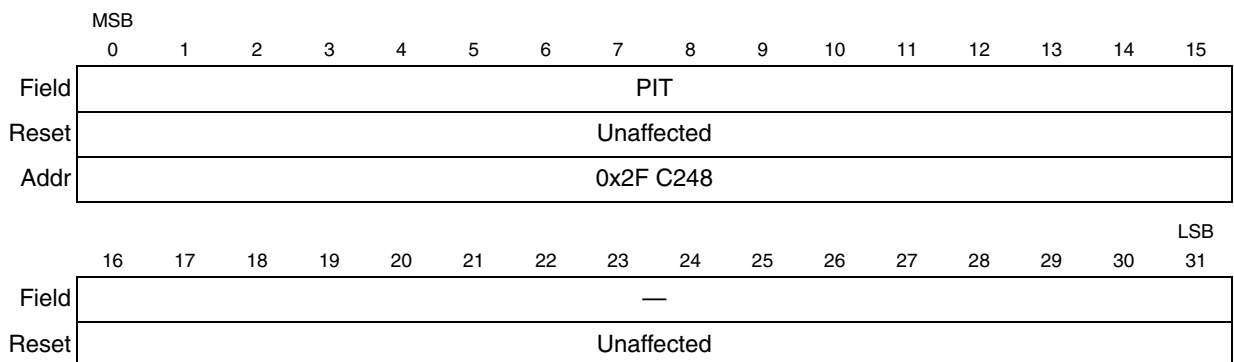 MSB
0 1 2 3 4 5 6 7 8 9 10 11 12 13 14 15
Field PIT
Reset Unaffected
Addr 0x2F C248
LSB
16 17 18 19 20 21 22 23 24 25 26 27 28 29 30 31
Field —
Reset Unaffected